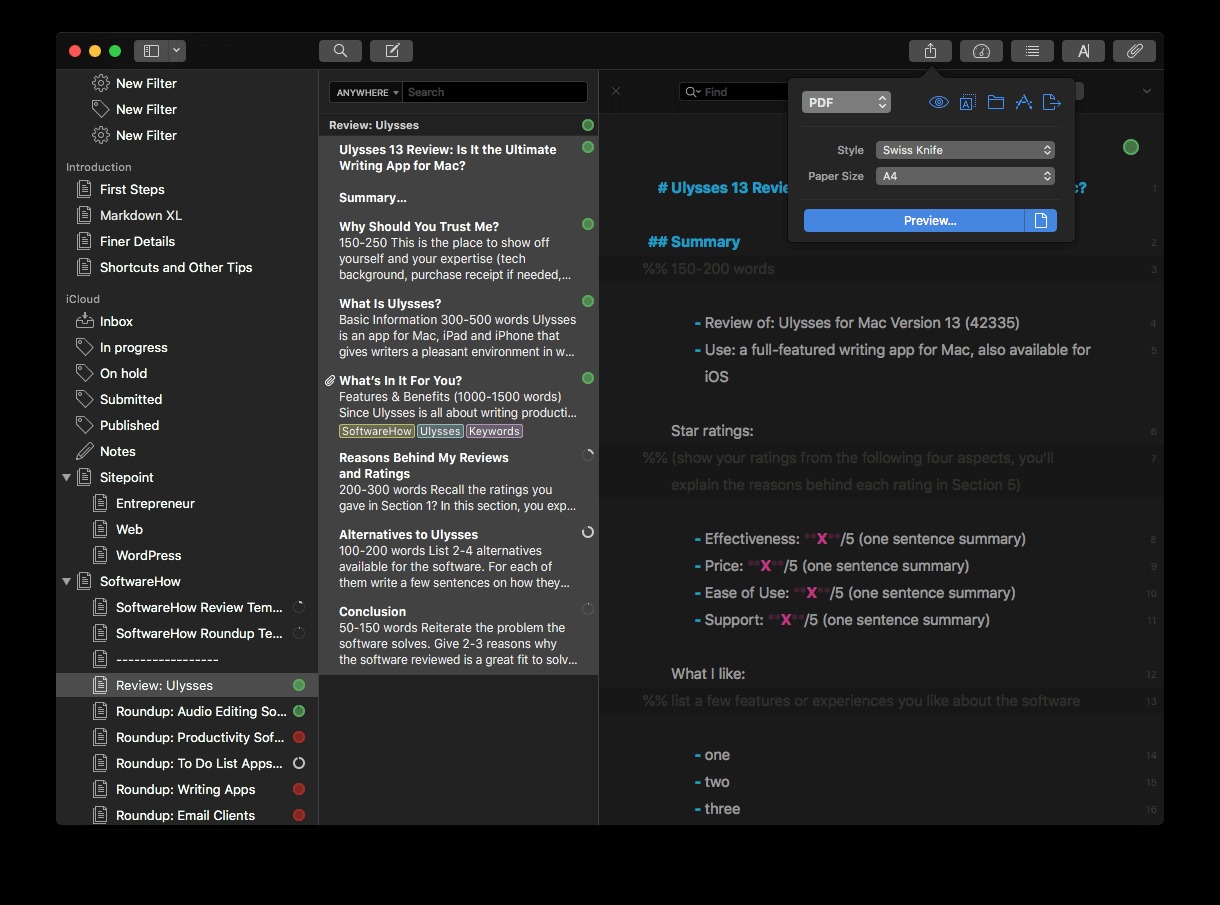 New Filter
New Filter
New Filter
Introduction
First Steps
Markdown XL
Finer Details
Shortcuts and Other Tips
iCloud
Inbox
In progress
On hold
Submitted
Published
Notes
Sitepoint
Entrepreneur
Web
WordPress
SoftwareHow
SoftwareHow Review Tem...
SoftwareHow Roundup Te...
-----------------
Review: Ulysses
Roundup: Audio Editing So...
Roundup: Productivity Sof...
Roundup: To Do List Apps...
Roundup: Writing Apps
Roundup: Email Clients
ANYWHERE Search
Review: Ulysses
Ulysses 13 Review: Is It the Ultimate
Writing App for Mac?
Summary...
Why Should You Trust Me?
150-250 This is the place to show off
yourself and your expertise (tech
background, purchase receipt if needed,...
What Is Ulysses?
Basic Information 300-500 words Ulysses
is an app for Mac, iPad and iPhone that
gives writers a pleasant environment in w...
What's In It For You?
Features & Benefits (1000-1500 words)
Since Ulysses is all about writing producti...
SoftwareHow Ulysses Keywords
Reasons Behind My Reviews
and Ratings
200-300 words Recall the ratings you
gave in Section 1? In this section, you exp...
Alternatives to Ulysses
100-200 words List 2-4 alternatives
available for the software. For each of
them write a few sentences on how they...
Conclusion
50-150 words Reiterate the problem the
software solves. Give 2-3 reasons why
the software reviewed is a great fit to solv...
A
Find
PDF
A
Style Swiss Knife
Paper Size A4
Preview...
# Ulysses 13 Revie ? 1
## Summary 2
%% 150-200 words 3
- Review of: Ulysses for Mac Version 13 (42335) 4
- Use: a full-featured writing app for Mac, also available for 5
iOS
Star ratings: 6
%% (show your ratings from the following four aspects, you'll 7
explain the reasons behind each rating in Section 5)
- Effectiveness: **X**/5 (one sentence summary) 8
- Price: **X**/5 (one sentence summary) 9
- Ease of Use: **X**/5 (one sentence summary) 10
- Support: **X**/5 (one sentence summary) 11
What I like: 12
%% list a few features or experiences you like about the software 13
- one 14
- two 15
- three 16